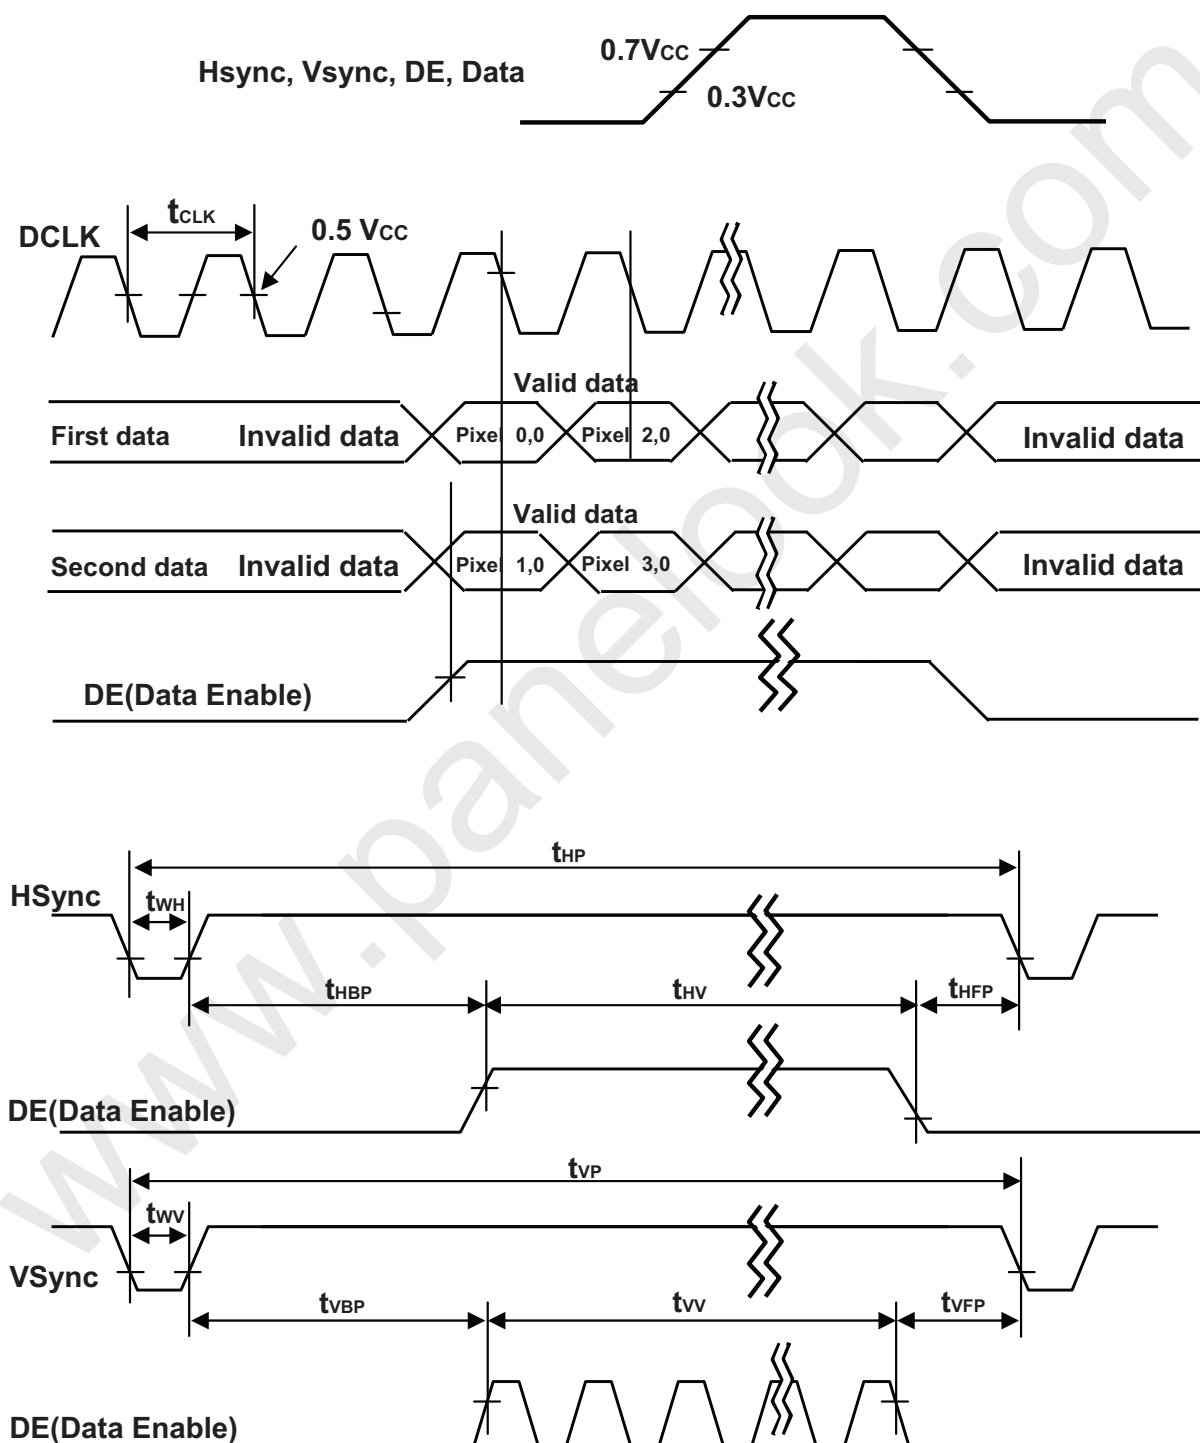 0.7Vcc
Hsync, Vsync, DE, Data
0.3Vcc
tCLK
0.5 Vcc
DCLK
Valid data
First data Invalid data Pixel 0,0 Pixel 2,0 Invalid data
Valid data
Second data Invalid data Pixel 1,0 Pixel 3,0 Invalid data
DE(Data Enable)
tHP
HSync
tWH
tHBP tHV tHFP
DE(Data Enable)
tVP
tWV
VSync
tVBP tVV tVFP
DE(Data Enable)
www.panelook.com